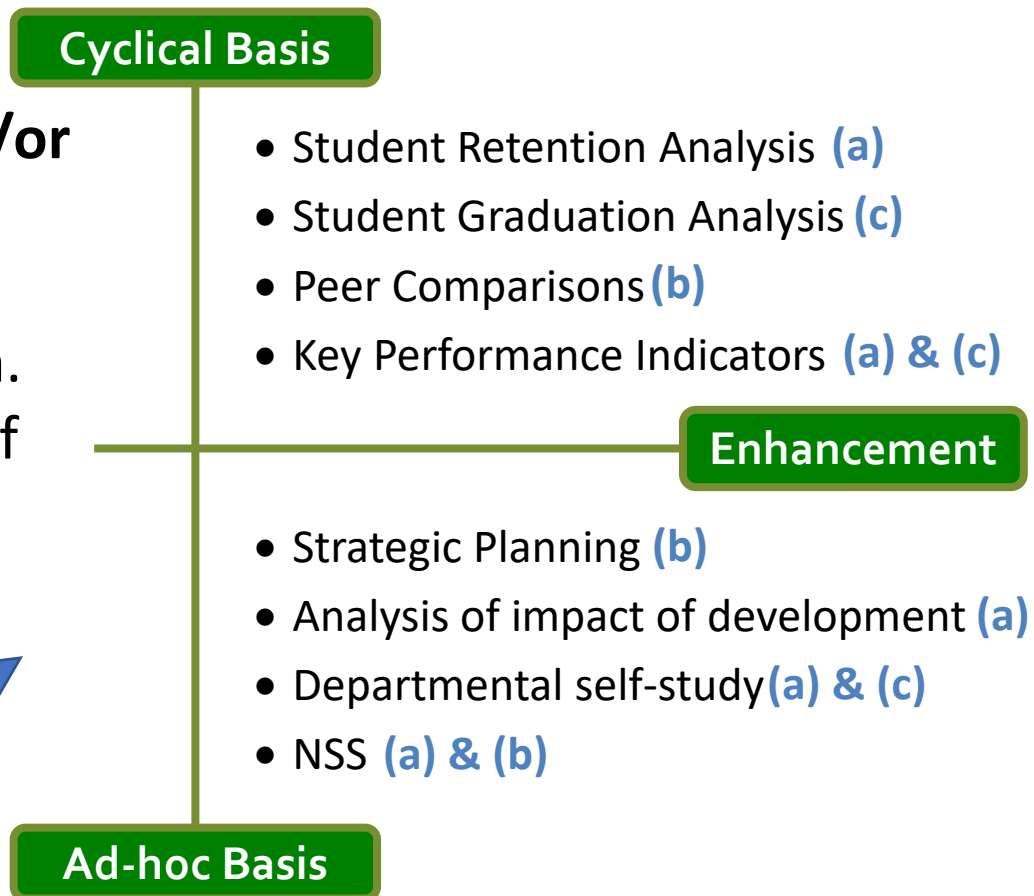 Cyclical Basis
/or
• Student Retention Analysis (a)
• Student Graduation Analysis (c)
• Peer Comparisons (b)
• Key Performance Indicators (a) & (c)
.
f
Enhancement
• Strategic Planning (b)
• Analysis of impact of development (a)
• Departmental self-study (a) & (c)
• NSS (a) & (b)
Ad-hoc Basis